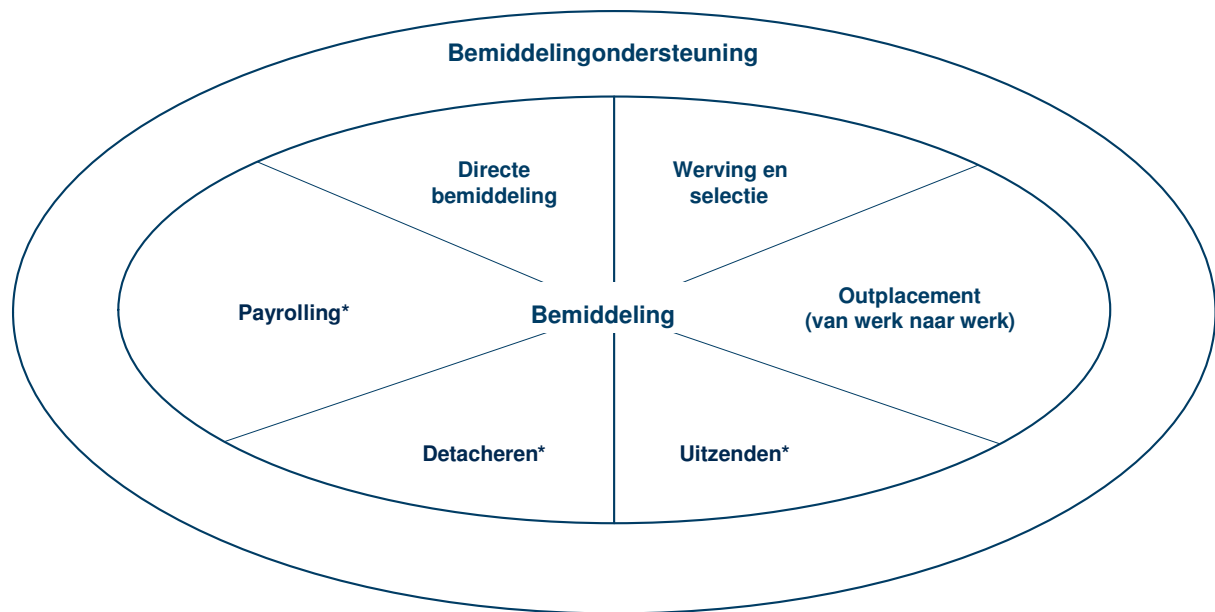 Bemiddelingondersteuning
Directe
bemiddeling
Werving en
selectie
Payrolling*
Bemiddeling
Outplacement
(van werk naar werk)
Detacheren*
Uitzenden*